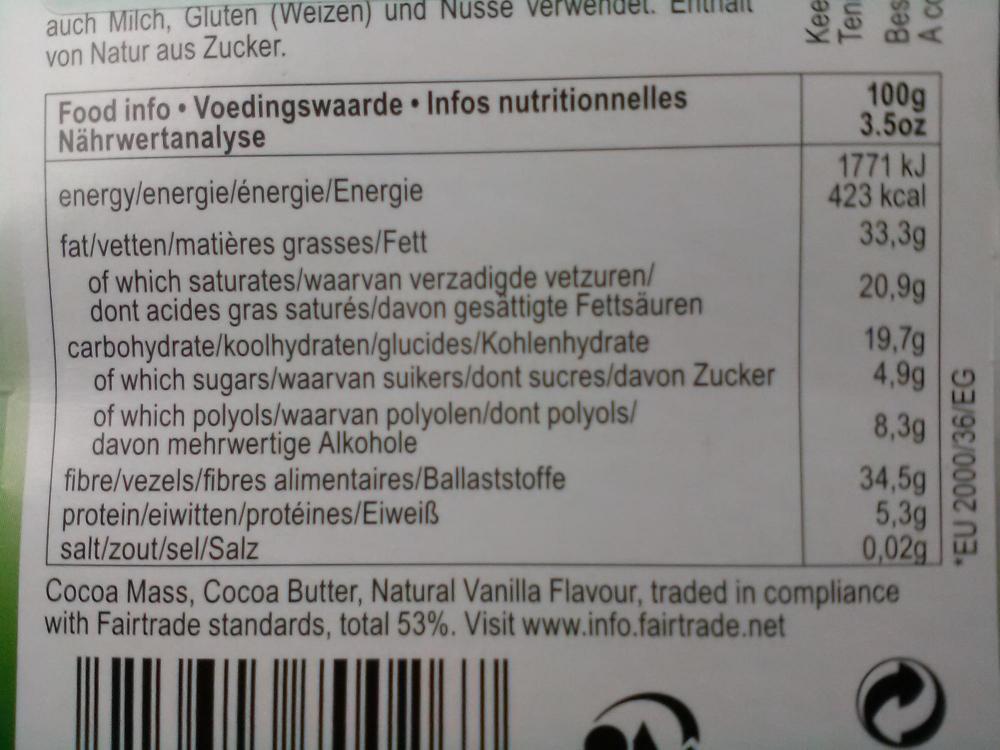 auch Milch, Gluten (Weizen) und Nüsse verwendet. Enthält
von Natur aus Zucker.
Food info • Voedingswaarde • Infos nutritionnelles
Nährwertanalyse
100g
3.5oz
energy/energie/énergie/Energie
1771 kJ
423 kcal
fat/vetten/matières grasses/Fett
33,3g
of which saturates/waarvan verzadigde vetzuren/
dont acides gras saturés/davon gesättigte Fettsäuren
20,9g
carbohydrate/koolhydraten/glucides/Kohlenhydrate
19,7g
of which sugars/waarvan suikers/dont sucres/davon Zucker
4,9g
of which polyols/waarvan polyolen/dont polyols/
davon mehrwertige Alkohole
8,3g
fibre/vezels/fibres alimentaires/Ballaststoffe
34,5g
protein/eiwitten/protéines/Eiweiß
5,3g
salt/zout/sel/Salz
0,02g
*EU 2000/36/EG
Cocoa Mass, Cocoa Butter, Natural Vanilla Flavour, traded in compliance
with Fairtrade standards, total 53%. Visit www.info.fairtrade.net